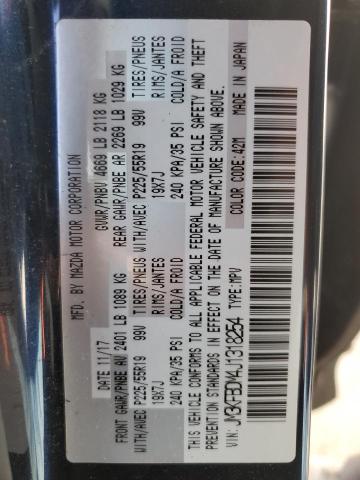 MFD. BY MAZDA MOTOR CORPORATION
11/17 GVWR/PNBV 4669 LB 2118 KG
FRONT GAWR/PNBE AV 2401 LB 1089 KG REAR GAWR/PNBE AR 2269 LB 1029 KG
WITH/AVEC P225/55R19 99V TIRES/PNEUS WITH/AVEC P225/55R19 99V TIRES/PNEUS
19X7J RIMS/JANTES 19X7J RIMS/JANTES
240 KPA/35 PSI COLD/A FROID 240 KPA/35 PSI COLD/A FROID
THIS VEHICLE CONFORMS TO ALL APPLICABLE FEDERAL MOTOR VEHICLE SAFETY AND THEFT
PREVENTION STANDARDS IN EFFECT ON THE DATE OF MANUFACTURE SHOWN ABOVE.
VIN: JM3KFBDM4J1318254 TYPE:MPV COLOR CODE: 42M MADE IN JAPAN